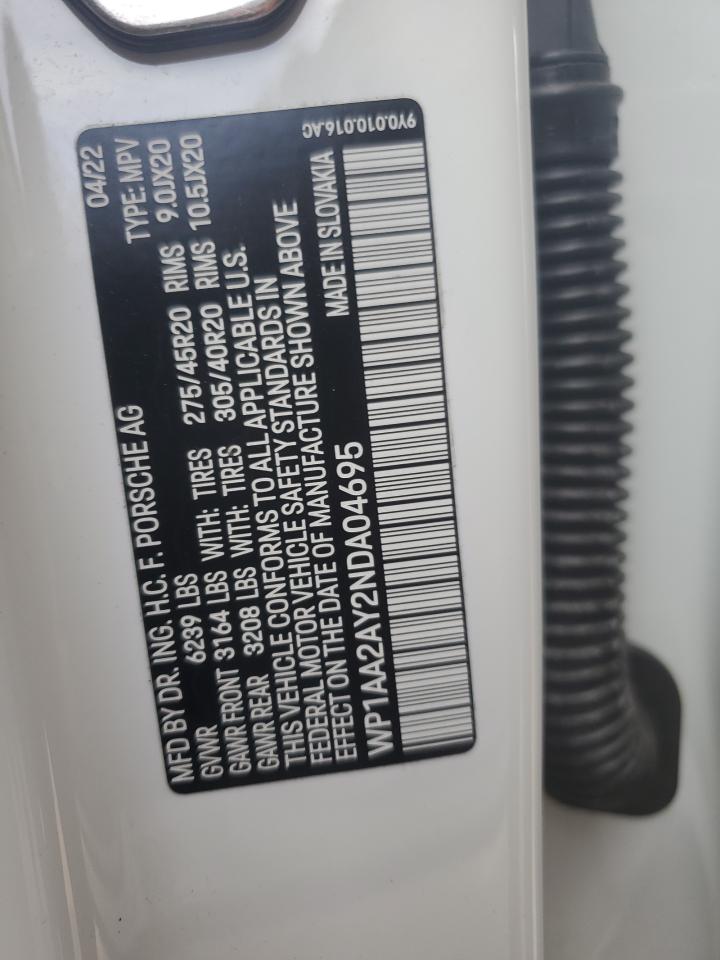 MFD BY DR. ING. H.C. F. PORSCHE AG 04/22
GVWR 6239 LBS TYPE: MPV
GAWR FRONT 3164 LBS WITH: TIRES 275/45R20 RIMS 9.0JX20
GAWR REAR 3208 LBS WITH: TIRES 305/40R20 RIMS 10.5JX20
THIS VEHICLE CONFORMS TO ALL APPLICABLE U.S.
FEDERAL MOTOR VEHICLE SAFETY STANDARDS IN
EFFECT ON THE DATE OF MANUFACTURE SHOWN ABOVE
WP1AA2AY2NDA04695 MADE IN SLOVAKIA
9Y0.010.016.AC